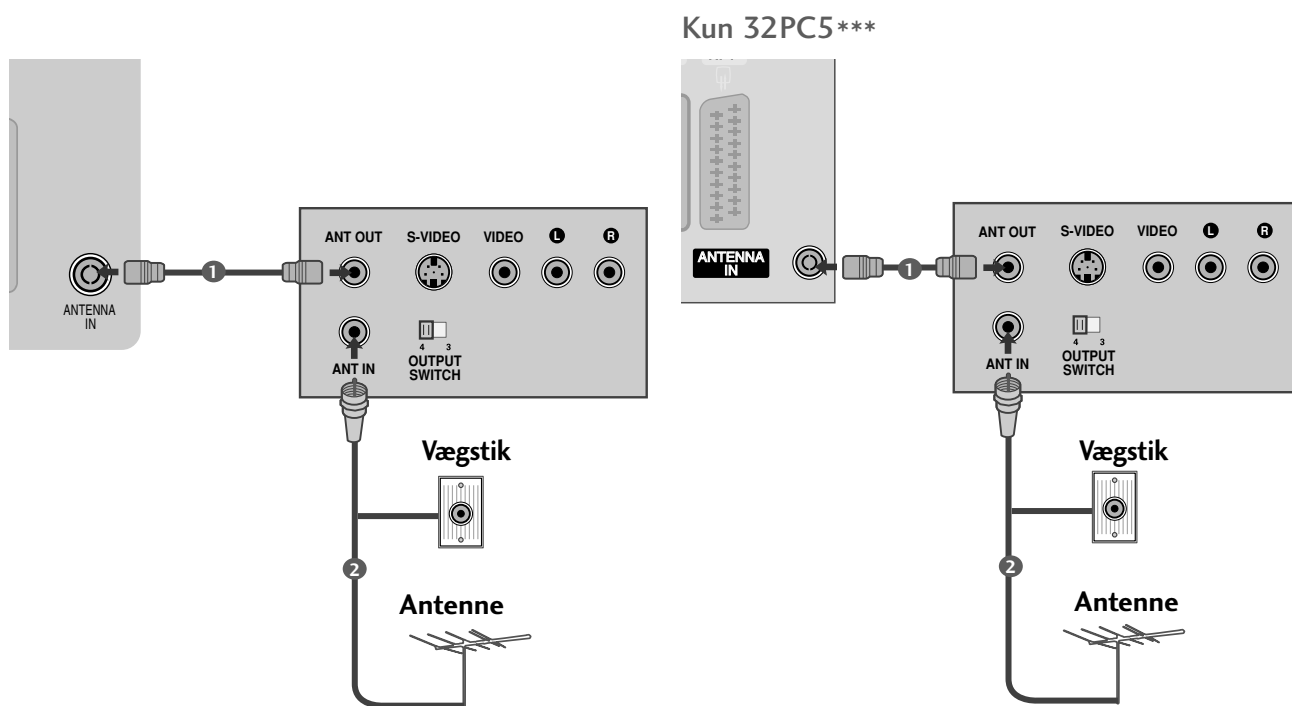 Kun 32PC5***
ANTENNA
IN
1
ANT OUT S-VIDEO VIDEO L R
ANT IN
4 3
OUTPUT
SWITCH
Vægstik
2
Antenne
ANTENNA
IN
1
ANT OUT S-VIDEO VIDEO L R
ANT IN
4 3
OUTPUT
SWITCH
Vægstik
2
Antenne